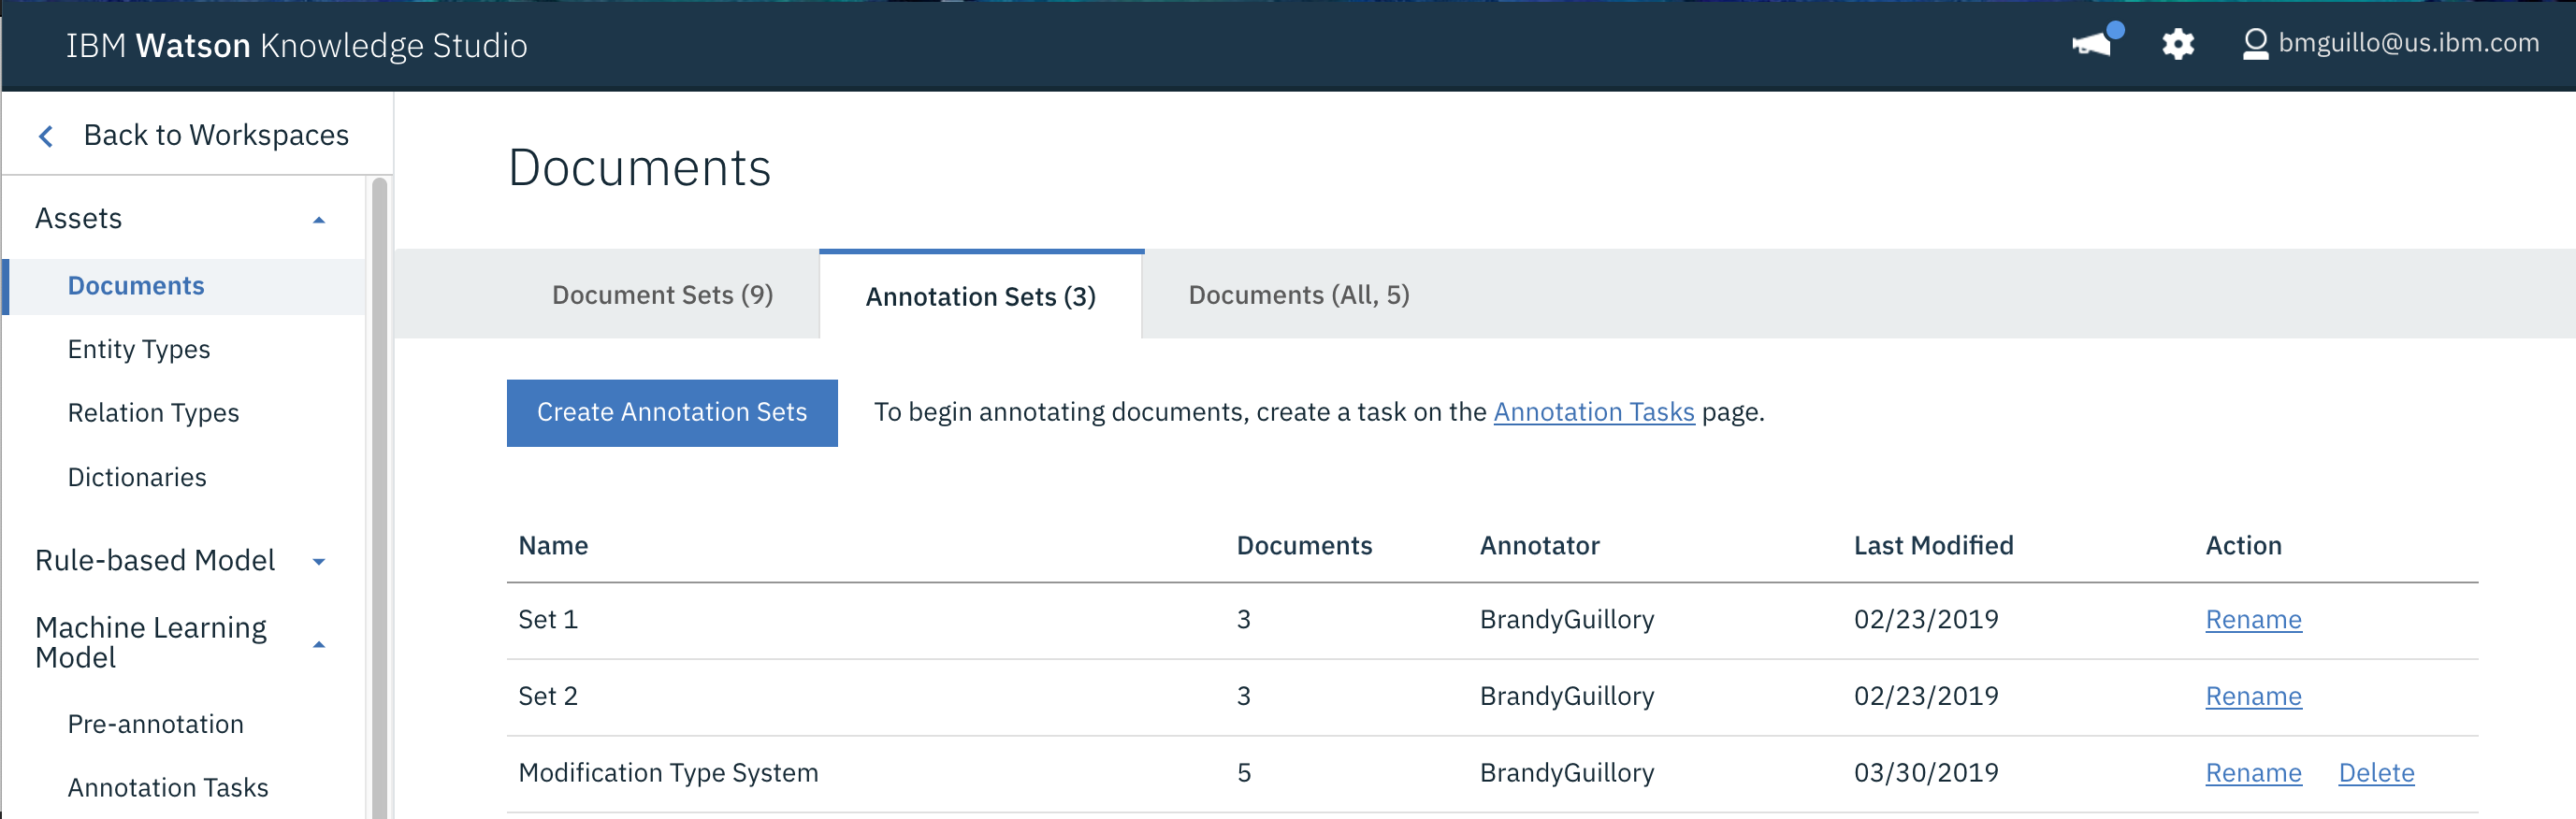 IBM Watson Knowledge Studio
bmguillo@us.ibm.com
Back to Workspaces
Assets
Documents
Entity Types
Relation Types
Dictionaries
Rule-based Model
Machine Learning
Model
Pre-annotation
Annotation Tasks
Documents
Document Sets (9) Annotation Sets (3) Documents (All, 5)
Create Annotation Sets To begin annotating documents, create a task on the Annotation Tasks page.
Name Documents Annotator Last Modified Action
Set 1 3 BrandyGuillory 02/23/2019 Rename
Set 2 3 BrandyGuillory 02/23/2019 Rename
Modification Type System 5 BrandyGuillory 03/30/2019 Rename Delete